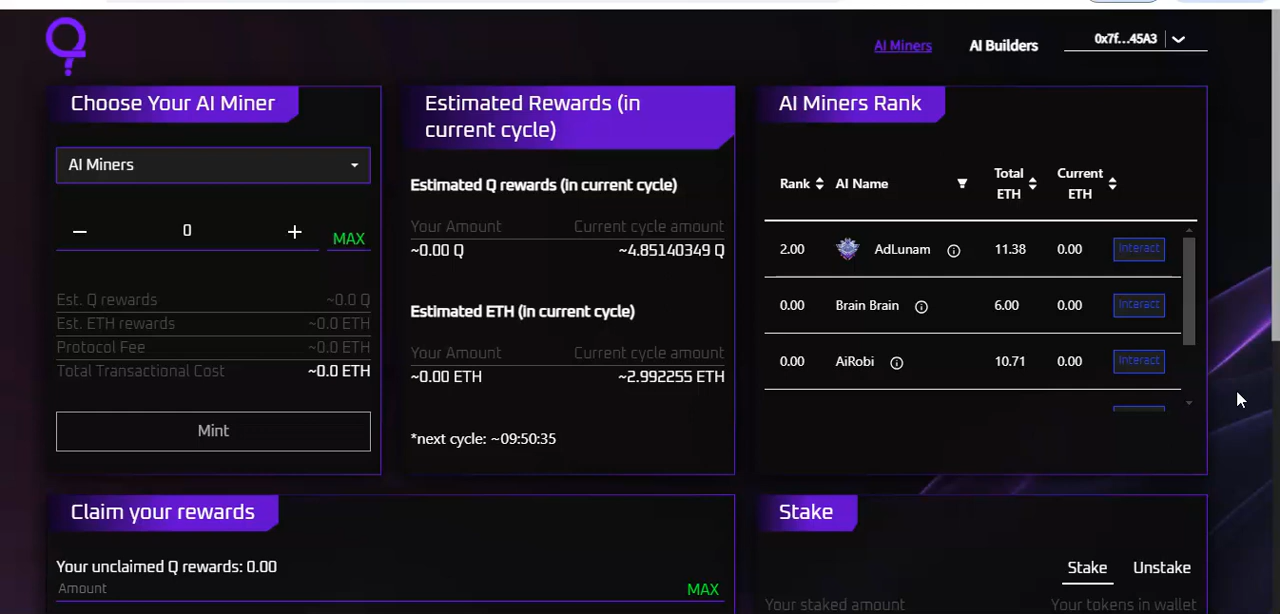 AI Miners
AI Builders
0x7f...45A3
Choose Your AI Miner
AI Miners
0
MAX
Est. Q rewards ~0.0 Q
Est. ETH rewards ~0.0 ETH
Protocol Fee ~0.0 ETH
Total Transactional Cost ~0.0 ETH
Mint
Estimated Rewards (in
current cycle)
Estimated Q rewards (in current cycle)
Your Amount Current cycle amount
~0.00 Q ~4.85140349 Q
Estimated ETH (in current cycle)
Your Amount Current cycle amount
~0.00 ETH ~2.992255 ETH
*next cycle: ~09:50:35
AI Miners Rank
Rank AI Name Total ETH Current ETH
2.00 AdLunam 11.38 0.00 Interact
0.00 Brain Brain 6.00 0.00 Interact
0.00 AiRobi 10.71 0.00 Interact
Claim your rewards
Your unclaimed Q rewards: 0.00
Amount MAX
Stake
Stake Unstake
Your staked amount Your tokens in wallet